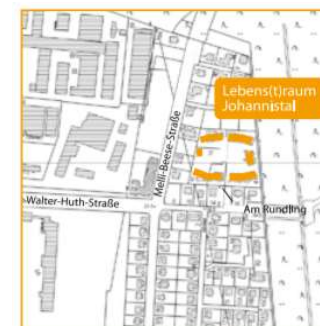 Lebens(t)raum
Johannistal
Melli-Beese-Straße
Walter-Huth-Straße
Am Rundling